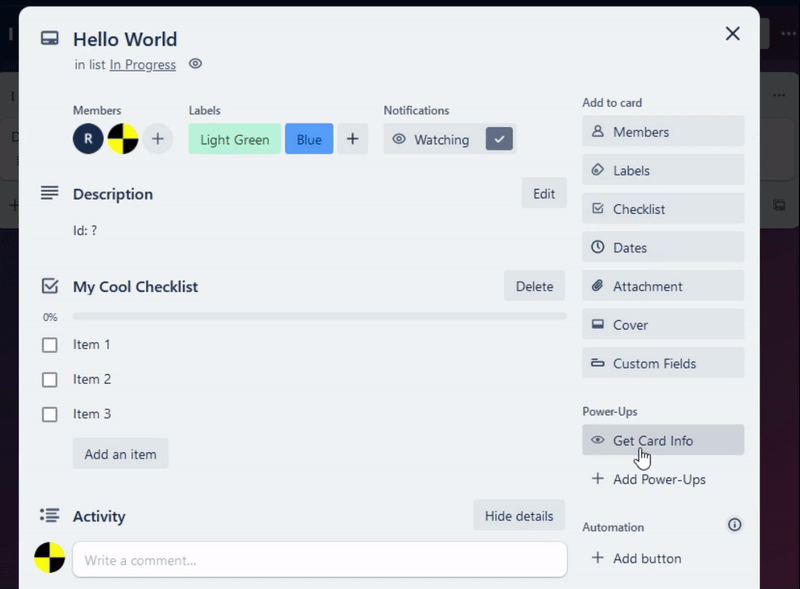 Hello World
in list In Progress
Members
Labels
Notifications
R
Light Green
Blue
Watching
Description
Edit
Id: ?
My Cool Checklist
Delete
0%
Item 1
Item 2
Item 3
Add an item
Activity
Hide details
Write a comment...
Add to card
Members
Labels
Checklist
Dates
Attachment
Cover
Custom Fields
Power-Ups
Get Card Info
Add Power-Ups
Automation
Add button